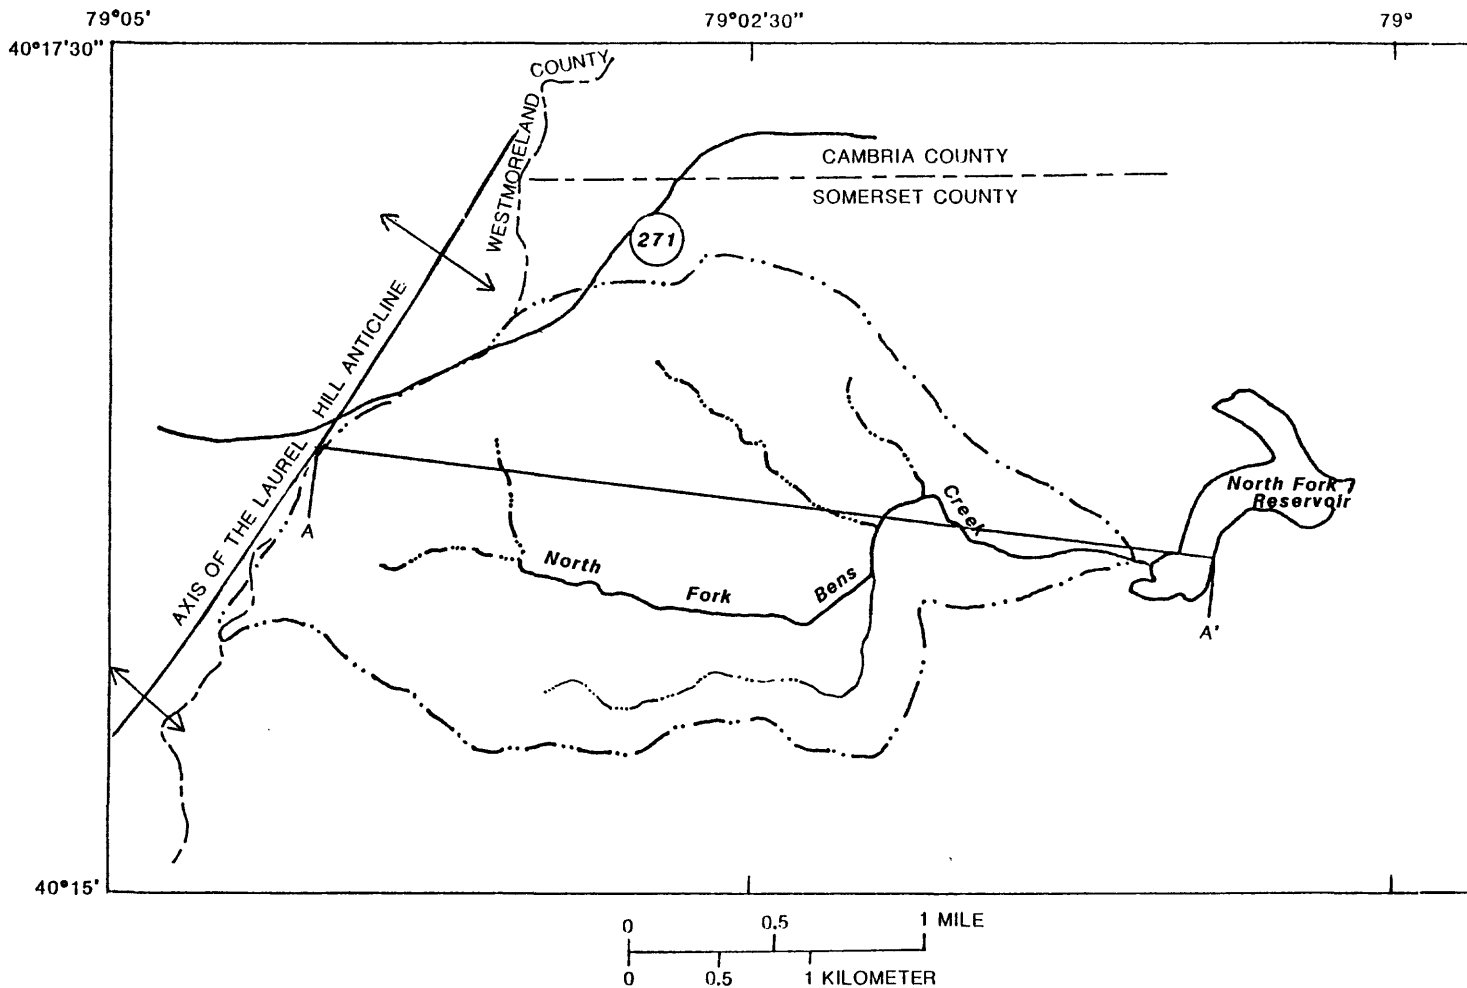 79°05'
79°02'30"
79°
40°17'30"
COUNTY
WESTMORELAND
CAMBRIA COUNTY
SOMERSET COUNTY
271
AXIS OF THE LAUREL HILL ANTICLINE
North Fork
Reservoir
Creek
A
North
Fork
Bens
A'
40°15'
0 0.5 1 MILE
0 0.5 1 KILOMETER